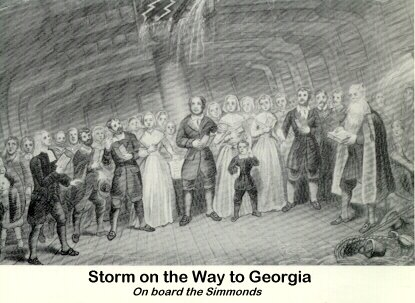 Storm on the Way to Georgia
On board the Simmonds